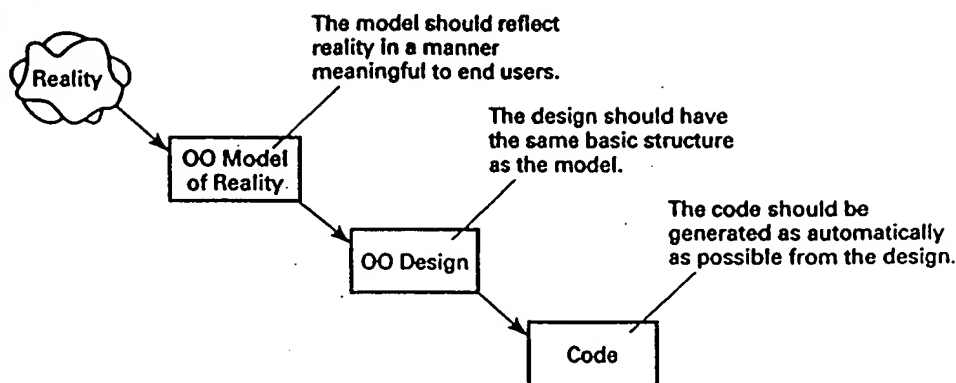 The model should reflect
reality in a manner
meaningful to end users.
Reality
The design should have
the same basic structure
as the model.
OO Model
of Reality.
The code should be
generated as automatically
as possible from the design.
OO Design
Code